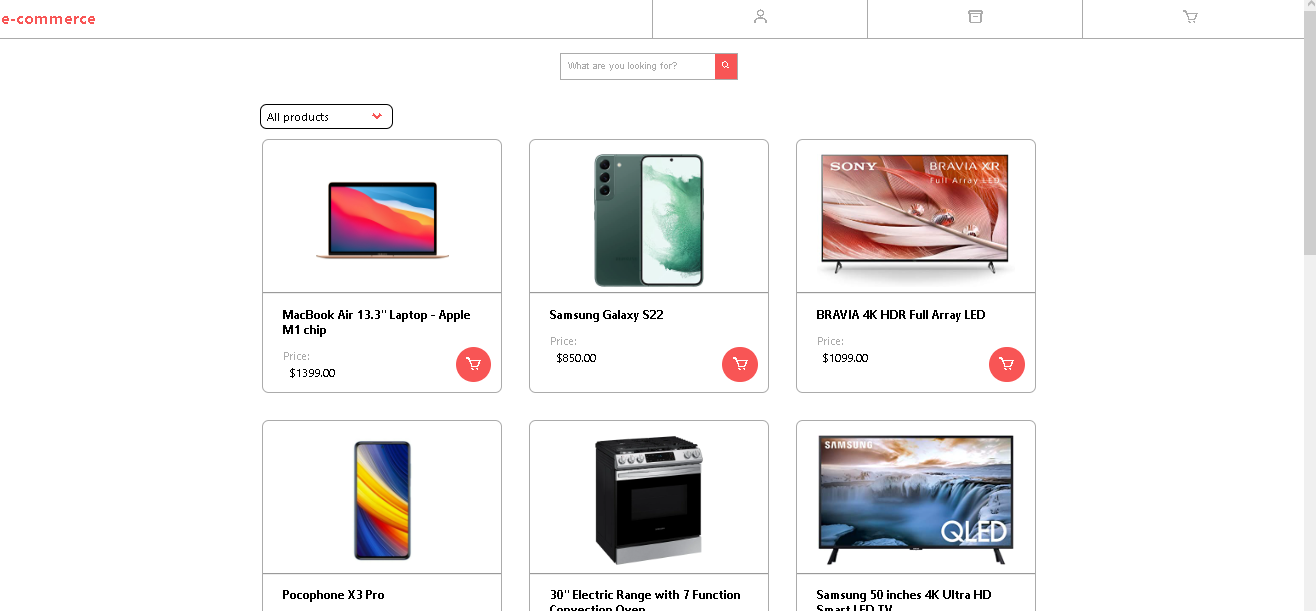 e-commerce
What are you looking for?
All products
SONY
BRAVIA XR
Full Array LED
MacBook Air 13.3" Laptop - Apple
M1 chip
Price:
$1399.00
Samsung Galaxy S22
Price:
$850.00
BRAVIA 4K HDR Full Array LED
Price:
$1099.00
SAMSUNG
QLED
Pocophone X3 Pro
30" Electric Range with 7 Function
Convection Oven
Samsung 50 inches 4K Ultra HD
Smart LED TV